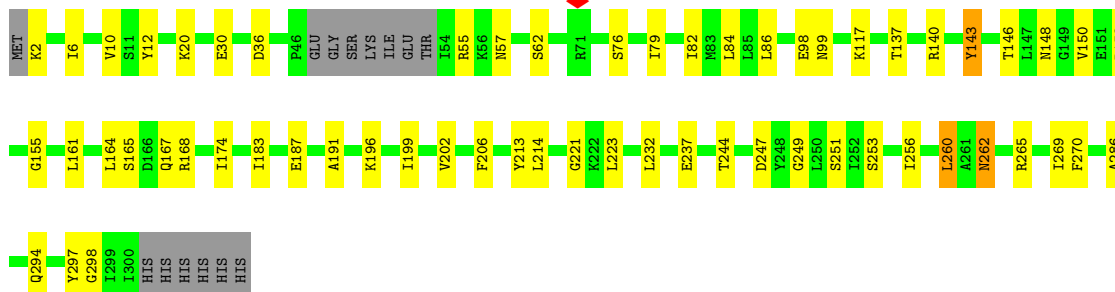 MET K2 I6 V10 S11 Y12 K20 E30 D36 P46 GLU GLY SER LYS ILE GLU THR I54 R55 K56 N57 S62 R71 S76 I79 I82 M83 L84 L85 L86 E98 N99 K117 T137 R140 Y143 T146 L147 N148 G149 V150 E151
G155 L161 L164 S165 D166 Q167 R168 I174 I183 E187 A191 K196 I199 V202 F206 Y213 L214 G221 K222 L223 L232 E237 T244 D247 Y248 G249 L250 S251 I252 S253 I256 L260 A261 N262 R265 I269 F270
Q294 Y297 G298 I299 I300 HIS HIS HIS HIS HIS HIS